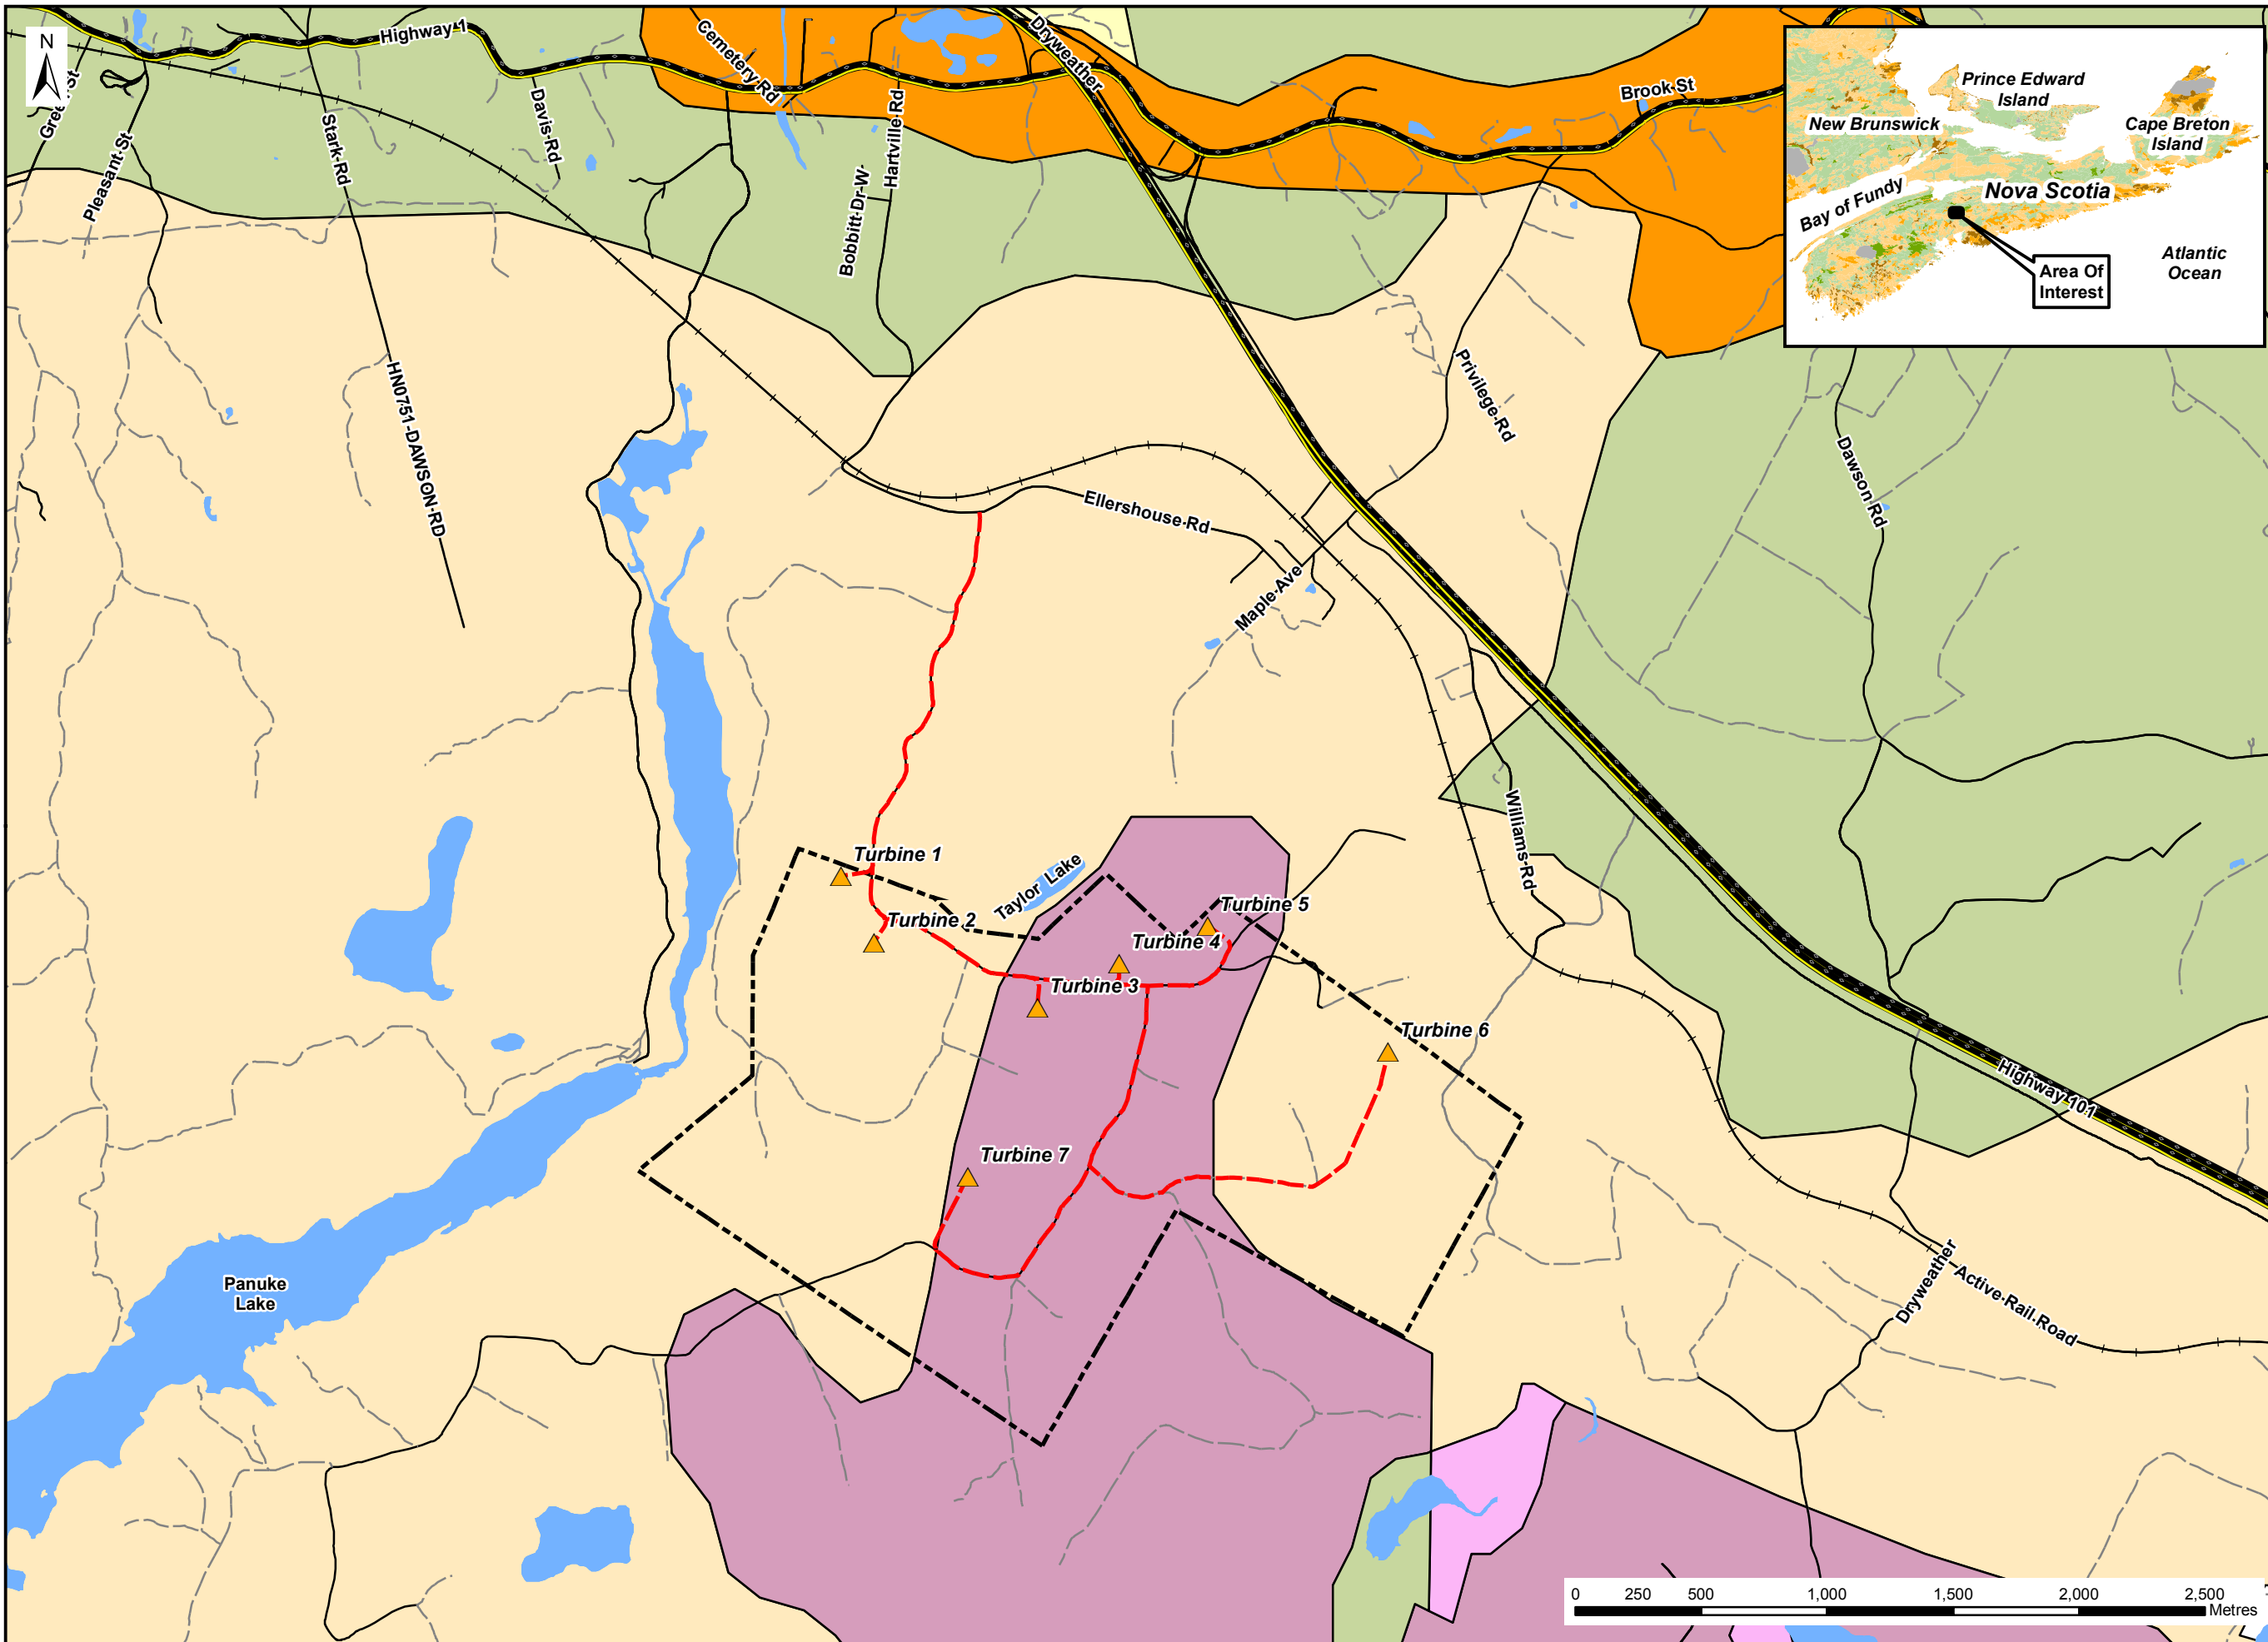 N
Highway 1
Cemetery Rd
Dryweather
Brook St
Pleasant St
Stark Rd
Davis Rd
Hartville Rd
Bobbitt Dr W
Prince Edward
Island
New Brunswick
Cape Breton
Island
Nova Scotia
Bay of Fundy
Atlantic
Ocean
Area Of
Interest
HN0751-DAWSON RD
Privilege Rd
Dawson Rd
Ellershouse Rd
Maple Ave
Williams Rd
Turbine 1
Taylor Lake
Turbine 2
Turbine 5
Turbine 4
Turbine 3
Turbine 6
Highway 101
Turbine 7
Panuke
Lake
Dryweather
Active Rail Road
0 250 500 1,000 1,500 2,000 2,500
Metres